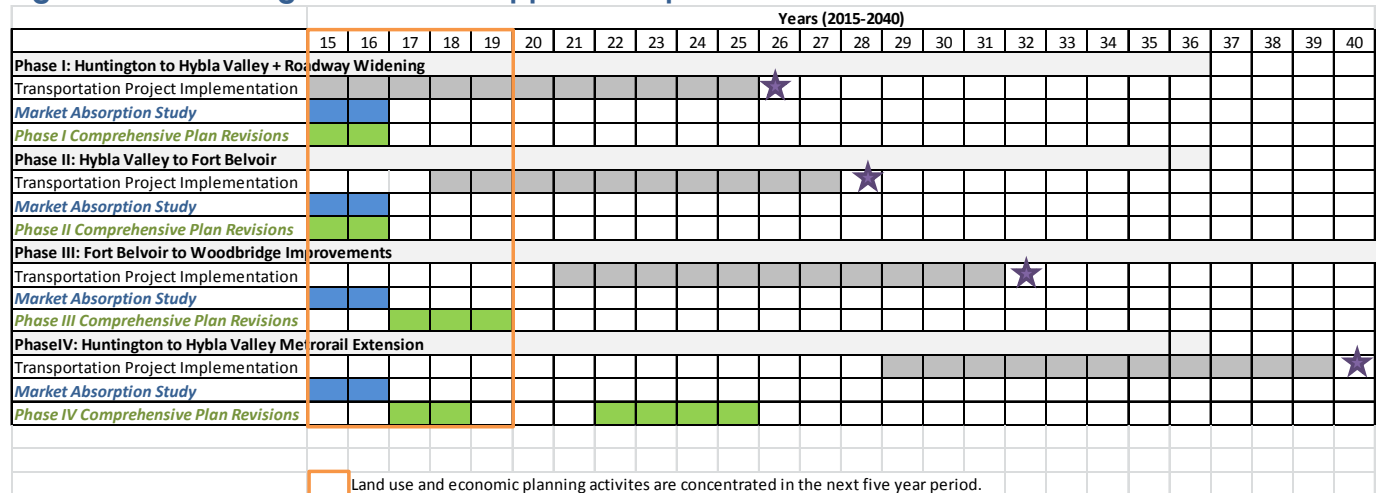 Years (2015-2040)
15 16 17 18 19 20 21 22 23 24 25 26 27 28 29 30 31 32 33 34 35 36 37 38 39 40
Phase I: Huntington to Hybla Valley + Roadway Widening
Transportation Project Implementation
Market Absorption Study
Phase I Comprehensive Plan Revisions
Phase II: Hybla Valley to Fort Belvoir
Transportation Project Implementation
Market Absorption Study
Phase II Comprehensive Plan Revisions
Phase III: Fort Belvoir to Woodbridge Improvements
Transportation Project Implementation
Market Absorption Study
Phase III Comprehensive Plan Revisions
PhaseIV: Huntington to Hybla Valley Metrorail Extension
Transportation Project Implementation
Market Absorption Study
Phase IV Comprehensive Plan Revisions
Land use and economic planning activites are concentrated in the next five year period.